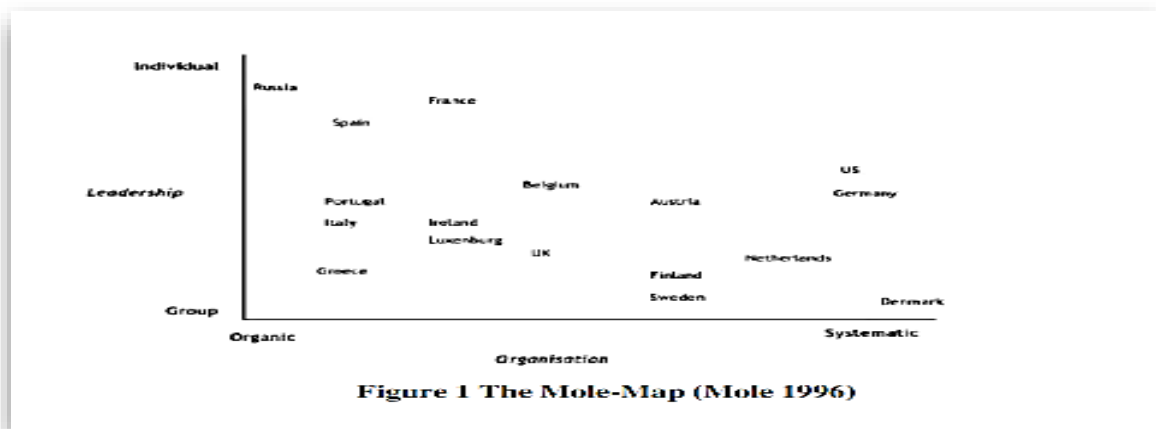 Individual
Russia
France
Spain
US
Belgium
Leadership
Germany
Portugal
Austria
Italy
Ireland
Luxenburg
UK
Netherlands
Greece
Finland
Sweden
Denmark
Group
Organic
Systematic
Organisation
Figure 1 The Mole-Map (Mole 1996)